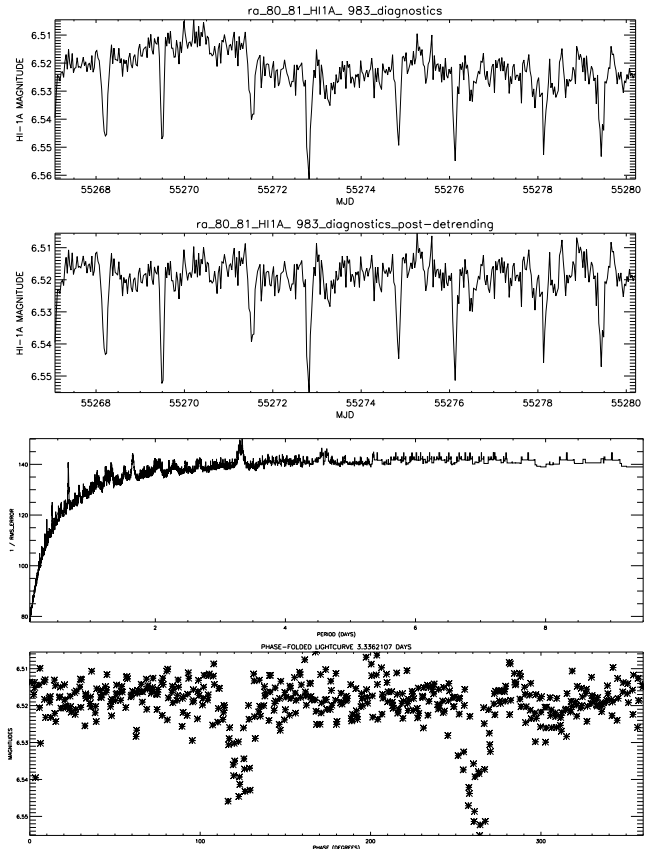 ra_80_81_HI1A_ 983_diagnostics
HI-1A MAGNITUDE
6.51
6.52
6.53
6.54
6.55
6.56
55268 55270 55272 55274 55276 55278 55280
MJD
ra_80_81_HI1A_ 983_diagnostics_post-detrending
HI-1A MAGNITUDE
6.51
6.52
6.53
6.54
6.55
55268 55270 55272 55274 55276 55278 55280
MJD
1 / RMS_ERROR
140
120
100
80
2 4 6 8
PERIOD (DAYS)
PHASE-FOLDED LIGHTCURVE 3.3362107 DAYS
MAGNITUDES
6.51
6.52
6.53
6.54
6.55
0 100 200 300
PHASE (DEGREES)